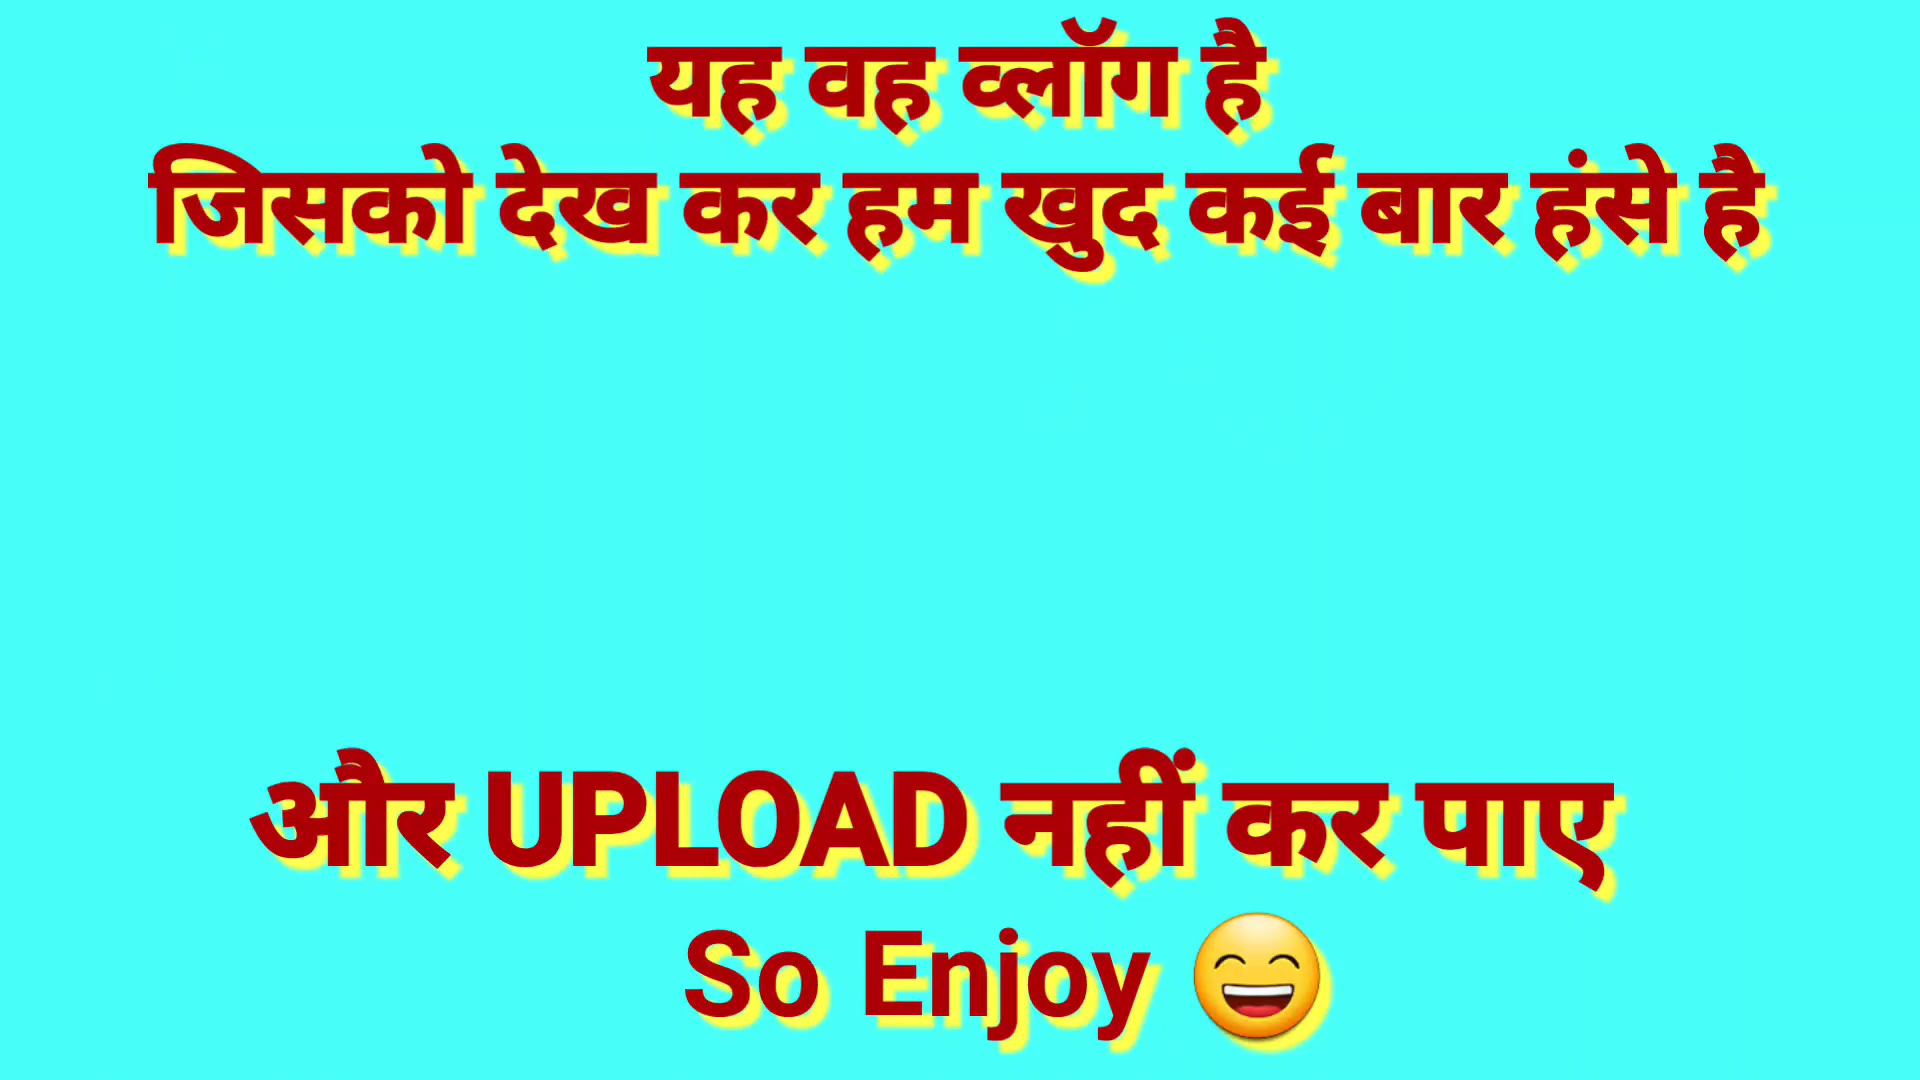 यह वह व्लॉग है
जिसको देख कर हम खुद कई बार हंसे है
और UPLOAD नहीं कर पाए
So Enjoy 😄